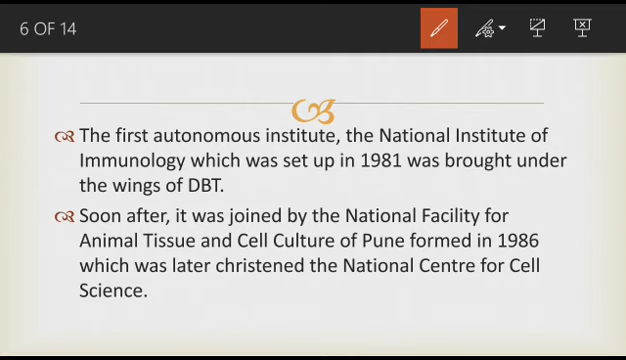 6 OF 14
The first autonomous institute, the National Institute of
Immunology which was set up in 1981 was brought under
the wings of DBT.
Soon after, it was joined by the National Facility for
Animal Tissue and Cell Culture of Pune formed in 1986
which was later christened the National Centre for Cell
Science.